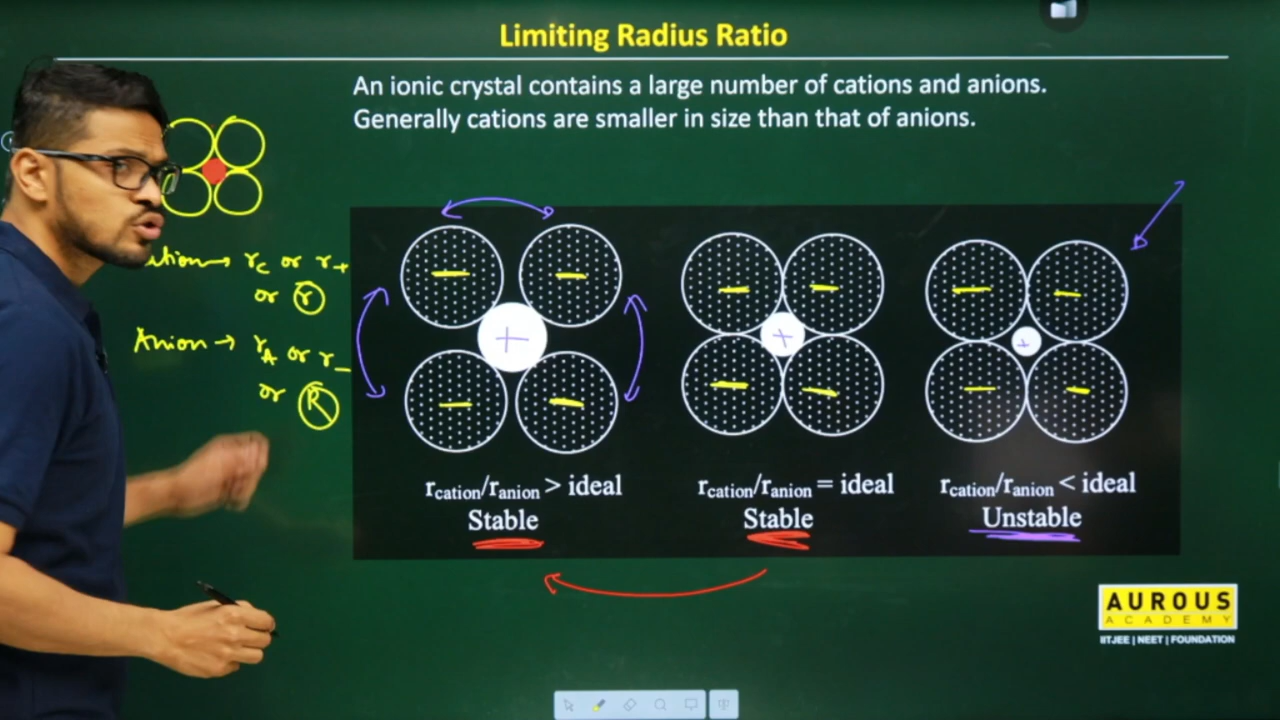 Limiting Radius Ratio
An ionic crystal contains a large number of cations and anions.
Generally cations are smaller in size than that of anions.
→ r_C or r_+
or r
Anion → r_A or r_-
or R
− − − − +
− − − − +
− − − − +
r_cation/r_anion > ideal
Stable
r_cation/r_anion = ideal
Stable
r_cation/r_anion < ideal
Unstable
AUROUS
ACADEMY
IITJEE | NEET | FOUNDATION